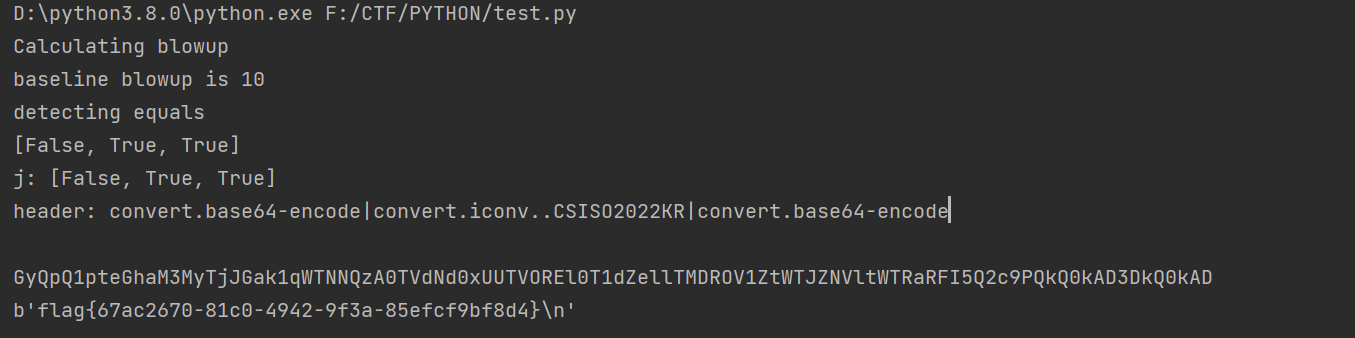 D:\python3.8.0\python.exe F:/CTF/PYTHON/test.py
Calculating blowup
baseline blowup is 10
detecting equals
[False, True, True]
j: [False, True, True]
header: convert.base64-encode|convert.iconv..CSISO2022KR|convert.base64-encode
GyQpQ1pteGhaM3MyTjJGak1qWTNNQzA0TVdNd0xUUTVOREl0T1dZellTMDROV1ZtWTJZNVltWTRaRFI5Q2c9PQkQ0kAD3DkQ0kAD
b'flag{67ac2670-81c0-4942-9f3a-85efcf9bf8d4}\n'